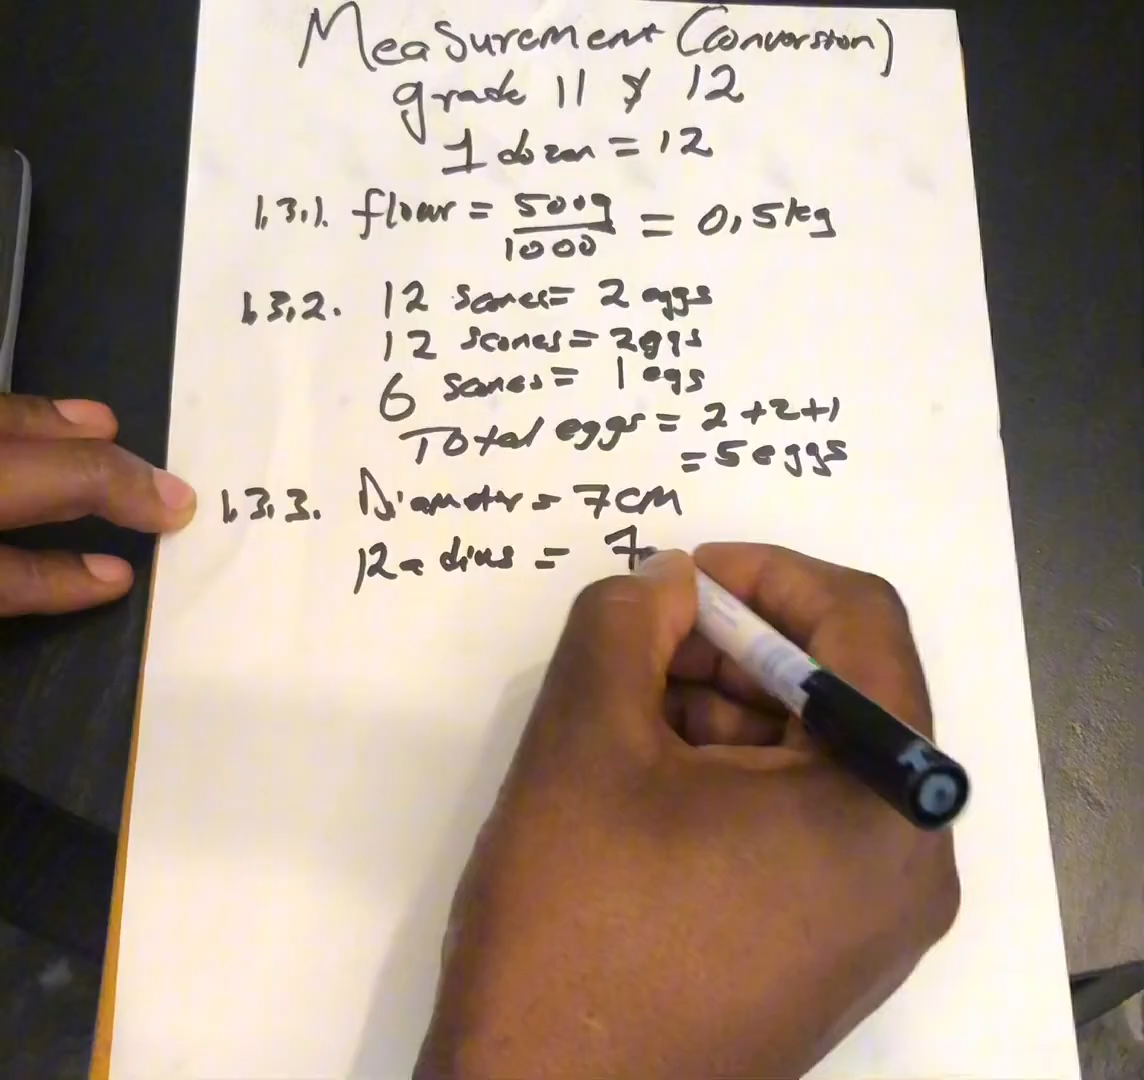 Measurement (Conversion)
grade 11 & 12
1 dozen = 12
1.3.1. flour = 500g/1000 = 0,5kg
1.3.2. 12 scones = 2 eggs
12 scones = 2eggs
6 scones = 1 eggs
Total eggs = 2 + 2 + 1
= 5 eggs
1.3.3. Diameter = 7cm
Radius = 7